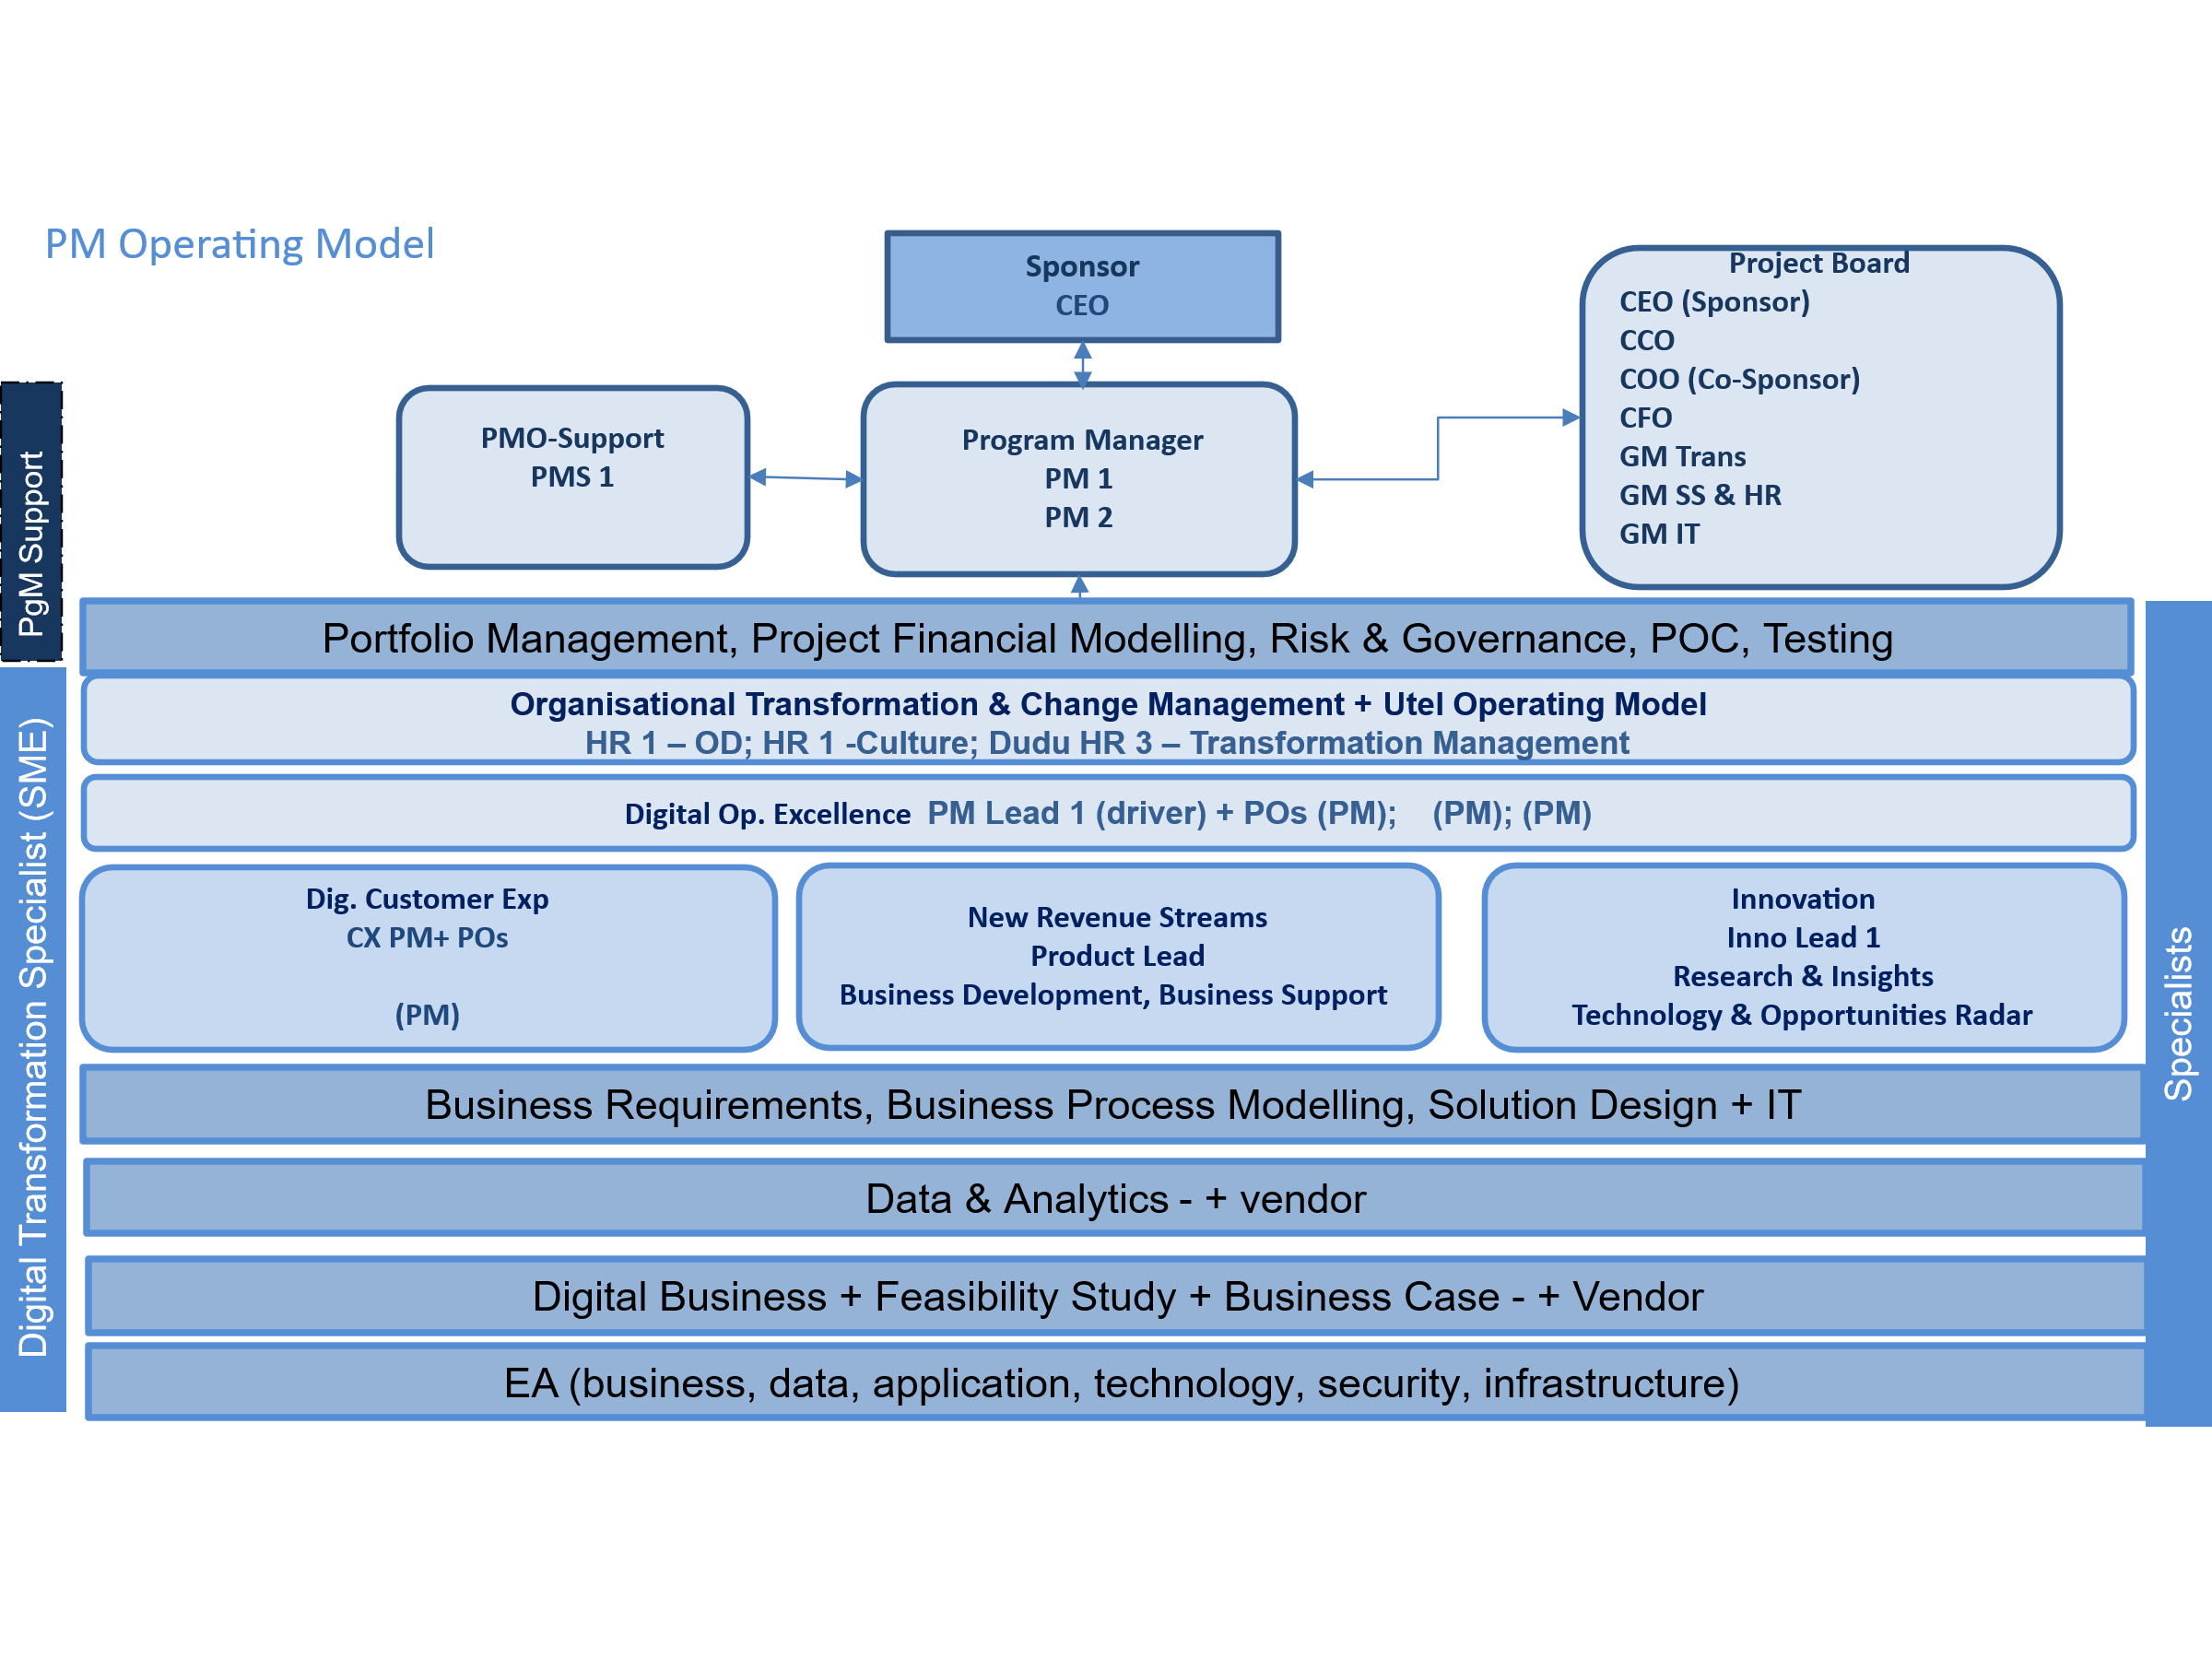 PM Operating Model
Sponsor
CEO
Project Board
CEO (Sponsor)
CCO
COO (Co-Sponsor)
CFO
GM Trans
GM SS & HR
GM IT
PMO-Support
PMS 1
Program Manager
PM 1
PM 2
PgM Support
Portfolio Management, Project Financial Modelling, Risk & Governance, POC, Testing
Organisational Transformation & Change Management + Utel Operating Model
HR 1 – OD; HR 1 -Culture; Dudu HR 3 – Transformation Management
Digital Op. Excellence PM Lead 1 (driver) + POs (PM); (PM); (PM)
Dig. Customer Exp
CX PM+ POs
(PM)
New Revenue Streams
Product Lead
Business Development, Business Support
Innovation
Inno Lead 1
Research & Insights
Technology & Opportunities Radar
Business Requirements, Business Process Modelling, Solution Design + IT
Data & Analytics - + vendor
Digital Business + Feasibility Study + Business Case - + Vendor
EA (business, data, application, technology, security, infrastructure)
Digital Transformation Specialist (SME)
Specialists